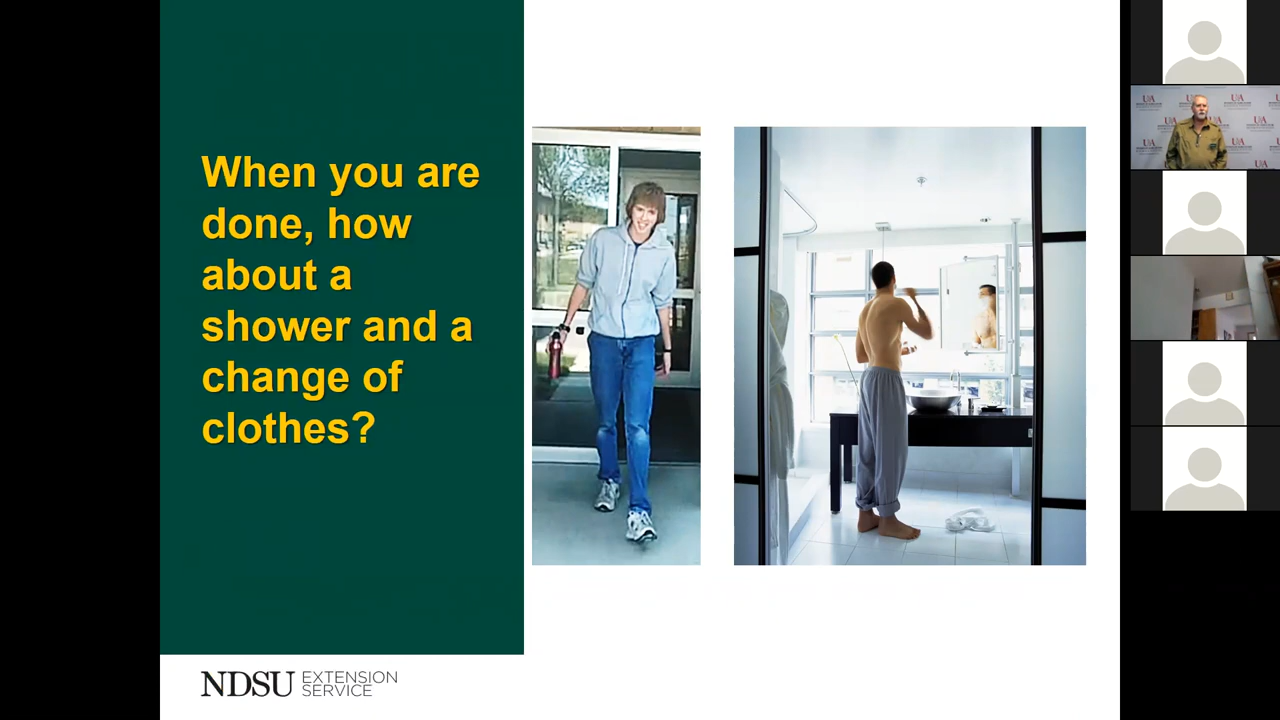 When you are
done, how
about a
shower and a
change of
clothes?
NDSU EXTENSION
SERVICE